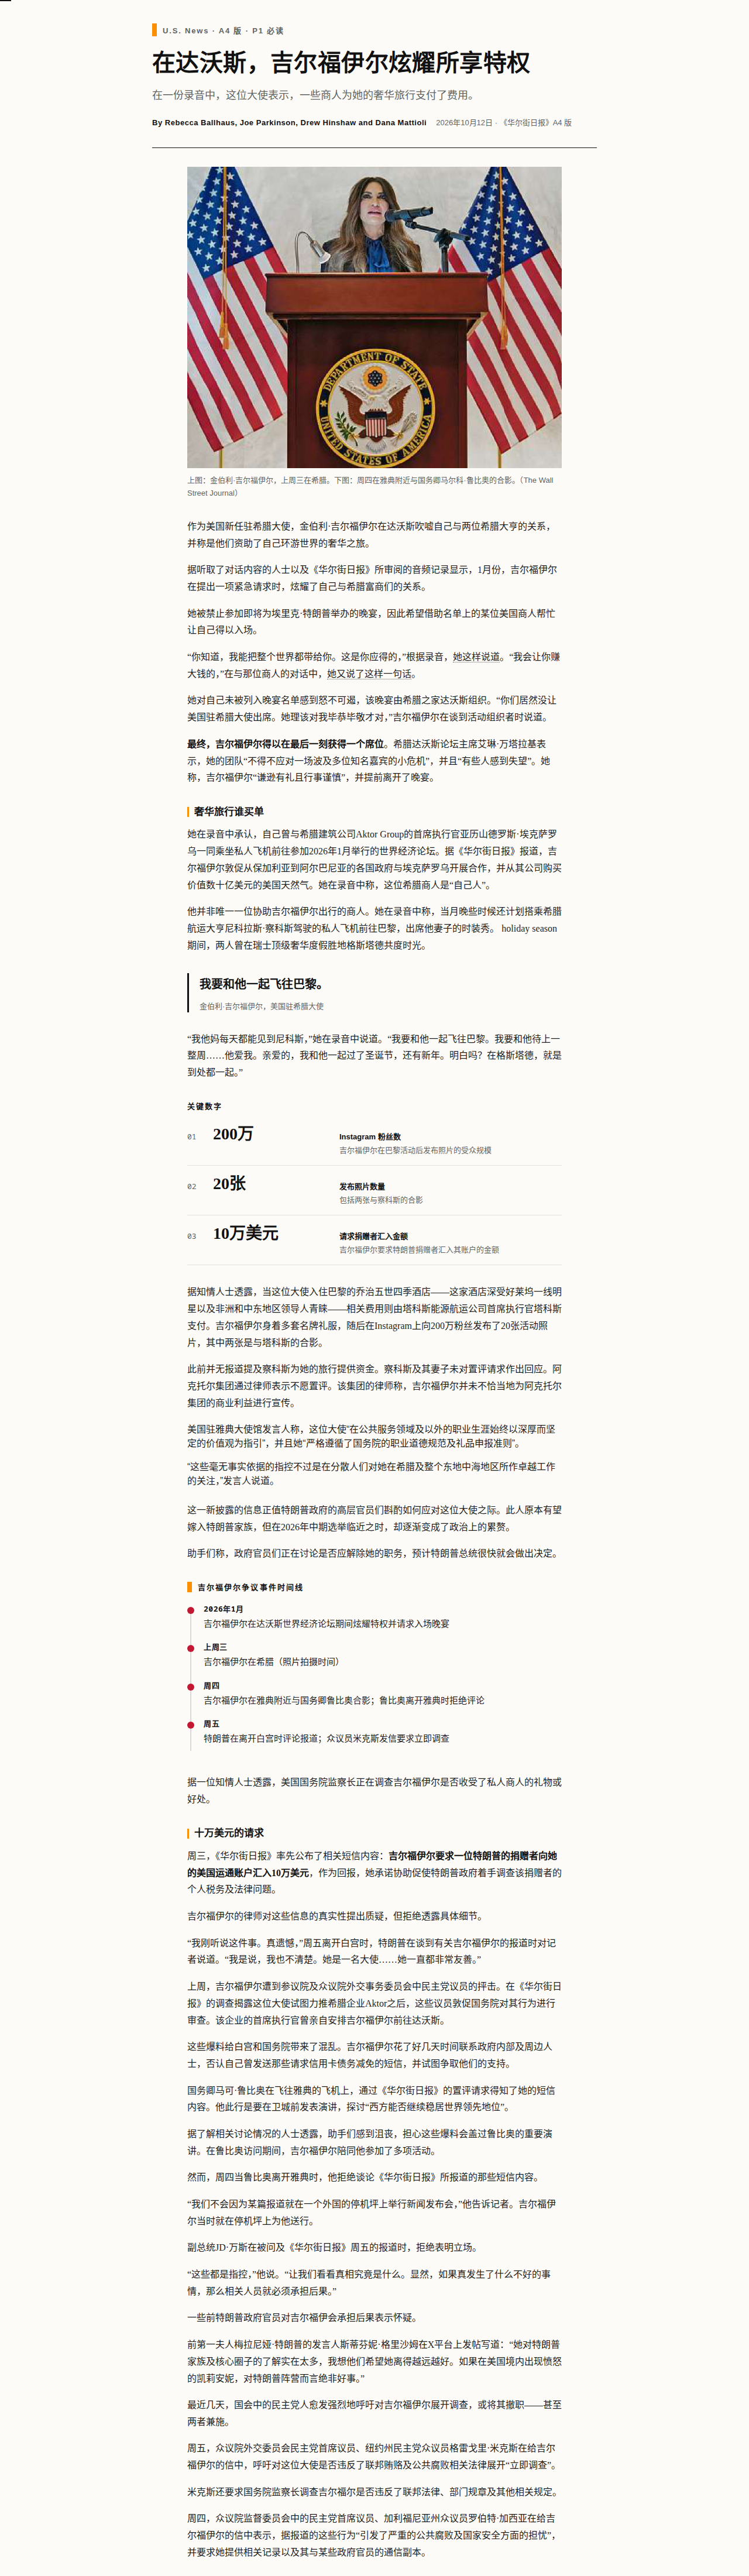 U.S. News · A4 版 · P1 必读
在达沃斯，吉尔福伊尔炫耀所享特权
在一份录音中，这位大使表示，一些商人为她的奢华旅行支付了费用。
By Rebecca Ballhaus, Joe Parkinson, Drew Hinshaw and Dana Mattioli 2026年10月12日 · 《华尔街日报》A4 版
DEPARTMENT OF STATE
UNITED STATES OF AMERICA
上图：金伯利·吉尔福伊尔，上周三在希腊。下图：周四在雅典附近与国务卿马尔科·鲁比奥的合影。（The Wall
Street Journal）
作为美国新任驻希腊大使，金伯利·吉尔福伊尔在达沃斯吹嘘自己与两位希腊大亨的关系，
并称是他们资助了自己环游世界的奢华之旅。
据听取了对话内容的人士以及《华尔街日报》所审阅的音频记录显示，1月份，吉尔福伊尔
在提出一项紧急请求时，炫耀了自己与希腊富商们的关系。
她被禁止参加即将为埃里克·特朗普举办的晚宴，因此希望借助名单上的某位美国商人帮忙
让自己得以入场。
“你知道，我能把整个世界都带给你。这是你应得的，”根据录音，她这样说道。“我会让你赚
大钱的，”在与那位商人的对话中，她又说了这样一句话。
她对自己未被列入晚宴名单感到怒不可遏，该晚宴由希腊之家达沃斯组织。“你们居然没让
美国驻希腊大使出席。她理该对我毕恭毕敬才对，”吉尔福伊尔在谈到活动组织者时说道。
最终，吉尔福伊尔得以在最后一刻获得一个席位。希腊达沃斯论坛主席艾琳·万塔拉基表
示，她的团队“不得不应对一场波及多位知名嘉宾的小危机”，并且“有些人感到失望”。她
称，吉尔福伊尔“谦逊有礼且行事谨慎”，并提前离开了晚宴。
奢华旅行谁买单
她在录音中承认，自己曾与希腊建筑公司Aktor Group的首席执行官亚历山德罗斯·埃克萨罗
乌一同乘坐私人飞机前往参加2026年1月举行的世界经济论坛。据《华尔街日报》报道，吉
尔福伊尔敦促从保加利亚到阿尔巴尼亚的各国政府与埃克萨罗乌开展合作，并从其公司购买
价值数十亿美元的美国天然气。她在录音中称，这位希腊商人是“自己人”。
他并非唯一一位协助吉尔福伊尔出行的商人。她在录音中称，当月晚些时候还计划搭乘希腊
航运大亨尼科拉斯·察科斯驾驶的私人飞机前往巴黎，出席他妻子的时装秀。 holiday season
期间，两人曾在瑞士顶级奢华度假胜地格斯塔德共度时光。
我要和他一起飞往巴黎。
金伯利·吉尔福伊尔，美国驻希腊大使
“我他妈每天都能见到尼科斯，”她在录音中说道。“我要和他一起飞往巴黎。我要和他待上一
整周……他爱我。亲爱的，我和他一起过了圣诞节，还有新年。明白吗？在格斯塔德，就是
到处都一起。”
关键数字
01 200万 Instagram 粉丝数
吉尔福伊尔在巴黎活动后发布照片的受众规模
02 20张 发布照片数量
包括两张与察科斯的合影
03 10万美元 请求捐赠者汇入金额
吉尔福伊尔要求特朗普捐赠者汇入其账户的金额
据知情人士透露，当这位大使入住巴黎的乔治五世四季酒店——这家酒店深受好莱坞一线明
星以及非洲和中东地区领导人青睐——相关费用则由塔科斯能源航运公司首席执行官塔科斯
支付。吉尔福伊尔身着多套名牌礼服，随后在Instagram上向200万粉丝发布了20张活动照
片，其中两张是与塔科斯的合影。
此前并无报道提及察科斯为她的旅行提供资金。察科斯及其妻子未对置评请求作出回应。阿
克托尔集团通过律师表示不愿置评。该集团的律师称，吉尔福伊尔并未不恰当地为阿克托尔
集团的商业利益进行宣传。
美国驻雅典大使馆发言人称，这位大使“在公共服务领域及以外的职业生涯始终以深厚而坚
定的价值观为指引”，并且她“严格遵循了国务院的职业道德规范及礼品申报准则”。
“这些毫无事实依据的指控不过是在分散人们对她在希腊及整个东地中海地区所作卓越工作
的关注，”发言人说道。
这一新披露的信息正值特朗普政府的高层官员们斟酌如何应对这位大使之际。此人原本有望
嫁入特朗普家族，但在2026年中期选举临近之时，却逐渐变成了政治上的累赘。
助手们称，政府官员们正在讨论是否应解除她的职务，预计特朗普总统很快就会做出决定。
吉尔福伊尔争议事件时间线
2026年1月
吉尔福伊尔在达沃斯世界经济论坛期间炫耀特权并请求入场晚宴
上周三
吉尔福伊尔在希腊（照片拍摄时间）
周四
吉尔福伊尔在雅典附近与国务卿鲁比奥合影；鲁比奥离开雅典时拒绝评论
周五
特朗普在离开白宫时评论报道；众议员米克斯发信要求立即调查
据一位知情人士透露，美国国务院监察长正在调查吉尔福伊尔是否收受了私人商人的礼物或
好处。
十万美元的请求
周三，《华尔街日报》率先公布了相关短信内容：吉尔福伊尔要求一位特朗普的捐赠者向她
的美国运通账户汇入10万美元，作为回报，她承诺协助促使特朗普政府着手调查该捐赠者的
个人税务及法律问题。
吉尔福伊尔的律师对这些信息的真实性提出质疑，但拒绝透露具体细节。
“我刚听说这件事。真遗憾，”周五离开白宫时，特朗普在谈到有关吉尔福伊尔的报道时对记
者说道。“我是说，我也不清楚。她是一名大使……她一直都非常友善。”
上周，吉尔福伊尔遭到参议院及众议院外交事务委员会中民主党议员的抨击。在《华尔街日
报》的调查揭露这位大使试图力推希腊企业Aktor之后，这些议员敦促国务院对其行为进行
审查。该企业的首席执行官曾亲自安排吉尔福伊尔前往达沃斯。
这些爆料给白宫和国务院带来了混乱。吉尔福伊尔花了好几天时间联系政府内部及周边人
士，否认自己曾发送那些请求信用卡债务减免的短信，并试图争取他们的支持。
国务卿马可·鲁比奥在飞往雅典的飞机上，通过《华尔街日报》的置评请求得知了她的短信
内容。他此行是要在卫城前发表演讲，探讨“西方能否继续稳居世界领先地位”。
据了解相关讨论情况的人士透露，助手们感到沮丧，担心这些爆料会盖过鲁比奥的重要演
讲。在鲁比奥访问期间，吉尔福伊尔陪同他参加了多项活动。
然而，周四当鲁比奥离开雅典时，他拒绝谈论《华尔街日报》所报道的那些短信内容。
“我们不会因为某篇报道就在一个外国的停机坪上举行新闻发布会，”他告诉记者。吉尔福伊
尔当时就在停机坪上为他送行。
副总统JD·万斯在被问及《华尔街日报》周五的报道时，拒绝表明立场。
“这些都是指控，”他说。“让我们看看真相究竟是什么。显然，如果真发生了什么不好的事
情，那么相关人员就必须承担后果。”
一些前特朗普政府官员对吉尔福伊会承担后果表示怀疑。
前第一夫人梅拉尼娅·特朗普的发言人斯蒂芬妮·格里沙姆在X平台上发帖写道：“她对特朗普
家族及核心圈子的了解实在太多，我想他们希望她离得越远越好。如果在美国境内出现愤怒
的凯莉安妮，对特朗普阵营而言绝非好事。”
最近几天，国会中的民主党人愈发强烈地呼吁对吉尔福伊尔展开调查，或将其撤职——甚至
两者兼施。
周五，众议院外交委员会民主党首席议员、纽约州民主党众议员格雷戈里·米克斯在给吉尔
福伊尔的信中，呼吁对这位大使是否违反了联邦贿赂及公共腐败相关法律展开“立即调查”。
米克斯还要求国务院监察长调查吉尔福尔是否违反了联邦法律、部门规章及其他相关规定。
周四，众议院监督委员会中的民主党首席议员、加利福尼亚州众议员罗伯特·加西亚在给吉
尔福伊尔的信中表示，据报道的这些行为“引发了严重的公共腐败及国家安全方面的担忧”，
并要求她提供相关记录以及其与某些政府官员的通信副本。